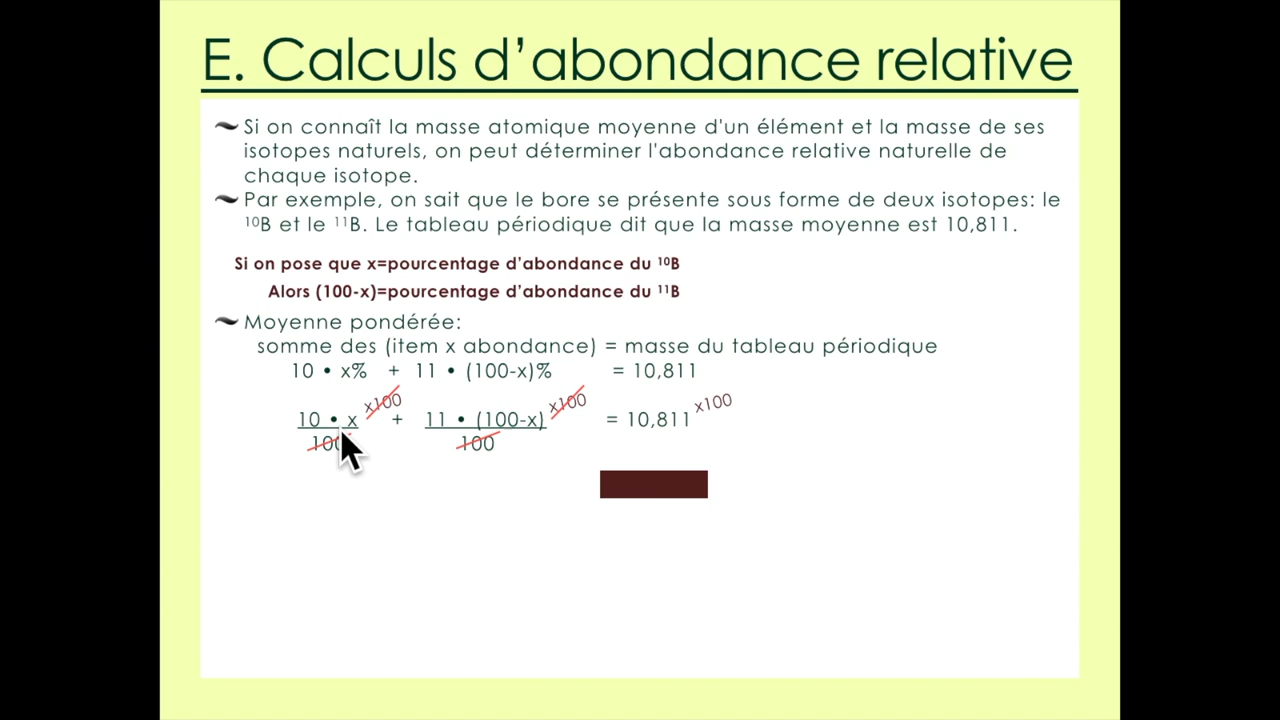 E. Calculs d’abondance relative
Si on connaît la masse atomique moyenne d'un élément et la masse de ses
isotopes naturels, on peut déterminer l'abondance relative naturelle de
chaque isotope.
Par exemple, on sait que le bore se présente sous forme de deux isotopes: le
¹⁰B et le ¹¹B. Le tableau périodique dit que la masse moyenne est 10,811.
Si on pose que x=pourcentage d’abondance du ¹⁰B
Alors (100-x)=pourcentage d’abondance du ¹¹B
Moyenne pondérée:
somme des (item x abondance) = masse du tableau périodique
10 • x% + 11 • (100-x)% = 10,811
10 • x x100 + 11 • (100-x) x100 = 10,811 x100
100 100